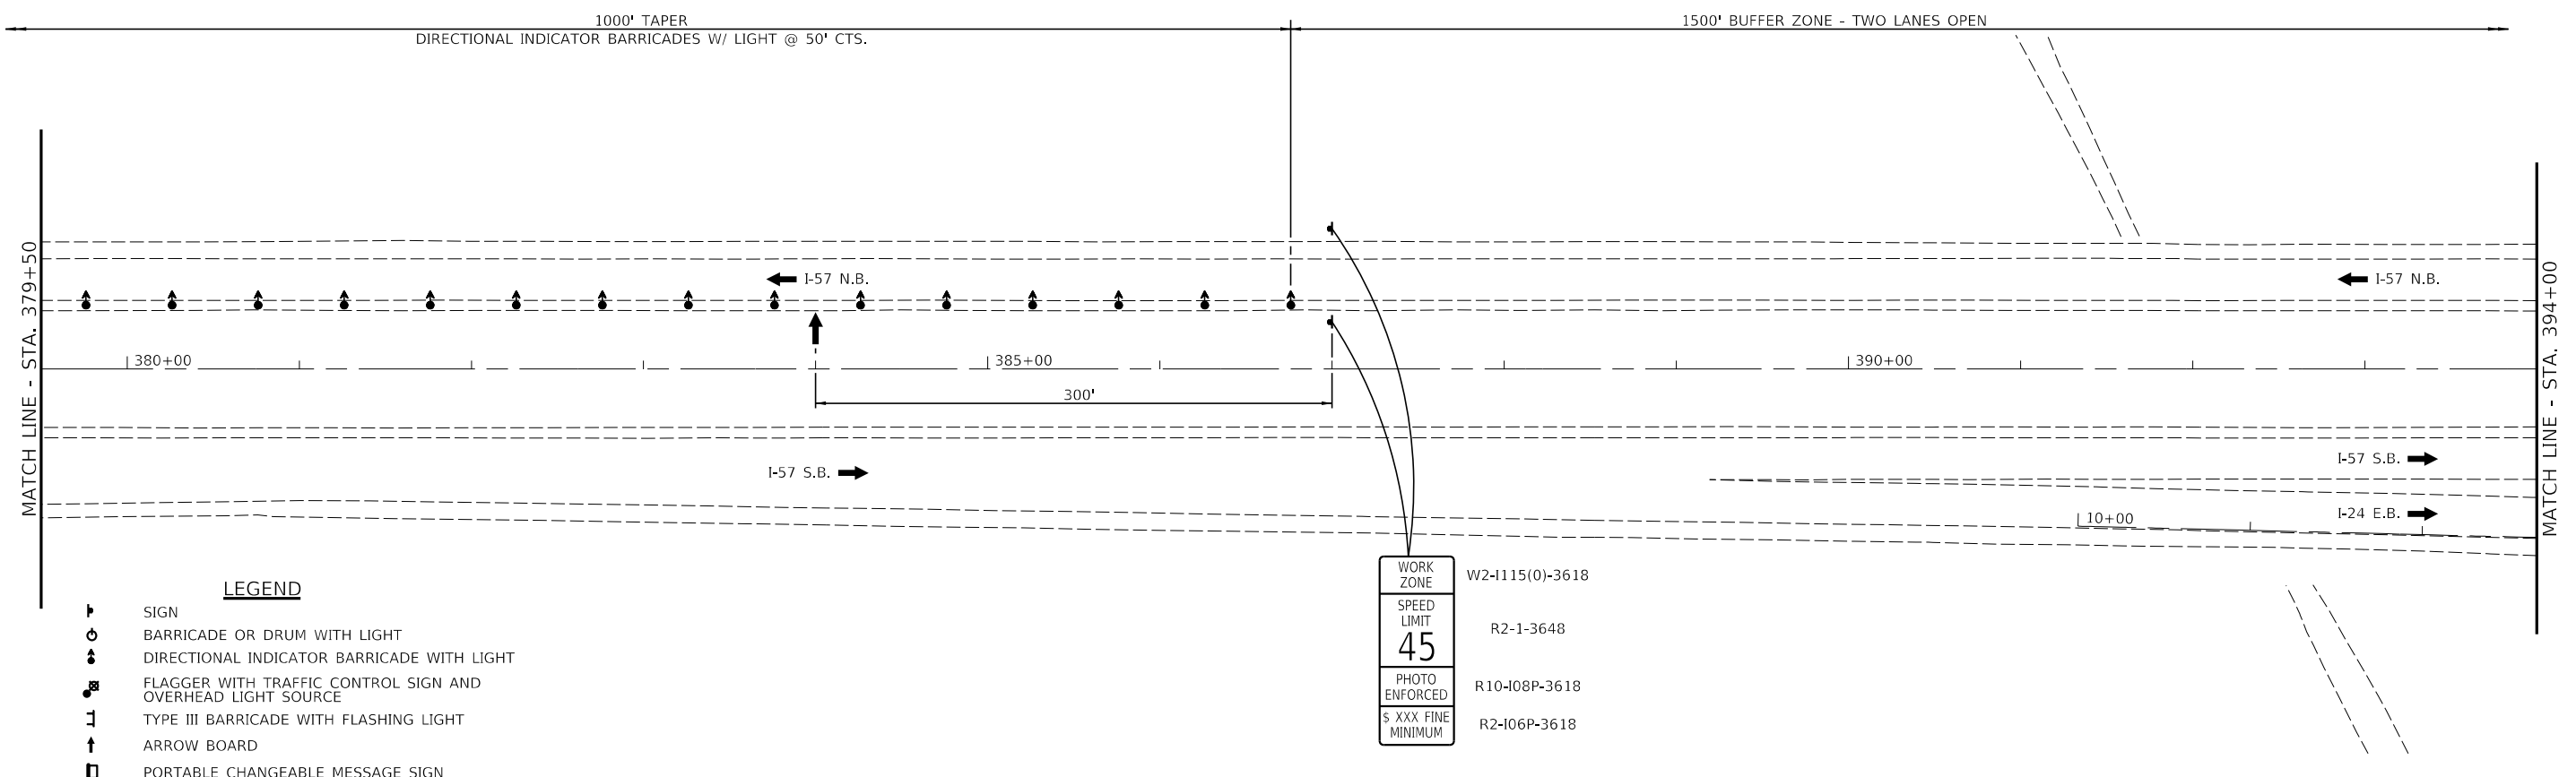 1000' TAPER
DIRECTIONAL INDICATOR BARRICADES W/ LIGHT @ 50' CTS.
1500' BUFFER ZONE - TWO LANES OPEN
MATCH LINE - STA. 379+50
MATCH LINE - STA. 394+00
I-57 N.B.
I-57 N.B.
380+00
385+00
390+00
300'
I-57 S.B.
I-57 S.B.
10+00
I-24 E.B.
WORK
ZONE
W2-I115(0)-3618
SPEED
LIMIT
45
R2-1-3648
PHOTO
ENFORCED
R10-I08P-3618
$ XXX FINE
MINIMUM
R2-I06P-3618
LEGEND
SIGN
BARRICADE OR DRUM WITH LIGHT
DIRECTIONAL INDICATOR BARRICADE WITH LIGHT
FLAGGER WITH TRAFFIC CONTROL SIGN AND
OVERHEAD LIGHT SOURCE
TYPE III BARRICADE WITH FLASHING LIGHT
ARROW BOARD
PORTABLE CHANGEABLE MESSAGE SIGN